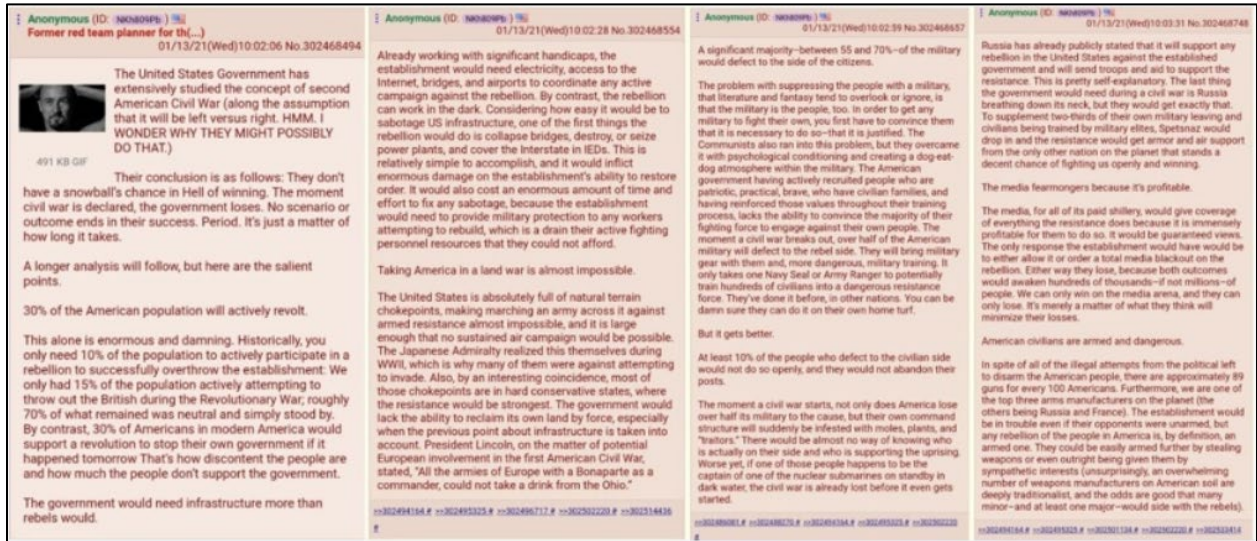 Anonymous (ID: NKh8O9Pb)
Former red team planner for th(...)
01/13/21(Wed)10:02:06 No.302468494
491 KB GIF
The United States Government has
extensively studied the concept of second
American Civil War (along the assumption
that it will be left versus right. HMM. I
WONDER WHY THEY MIGHT POSSIBLY
DO THAT.)
Their conclusion is as follows: They don't
have a snowball's chance in Hell of winning. The moment
civil war is declared, the government loses. No scenario or
outcome ends in their success. Period. It's just a matter of
how long it takes.
A longer analysis will follow, but here are the salient
points.
30% of the American population will actively revolt.
This alone is enormous and damning. Historically, you
only need 10% of the population to actively participate in a
rebellion to successfully overthrow the establishment: We
only had 15% of the population actively attempting to
throw out the British during the Revolutionary War; roughly
70% of what remained was neutral and simply stood by.
By contrast, 30% of Americans in modern America would
support a revolution to stop their own government if it
happened tomorrow That's how discontent the people are
and how much the people don't support the government.
The government would need infrastructure more than
rebels would.
Anonymous (ID: NKh8O9Pb)
01/13/21(Wed)10:02:28 No.302468554
Already working with significant handicaps, the
establishment would need electricity, access to the
Internet, bridges, and airports to coordinate any active
campaign against the rebellion. By contrast, the rebellion
can work in the dark. Considering how easy it would be to
sabotage US infrastructure, one of the first things the
rebellion would do is collapse bridges, destroy, or seize
power plants, and cover the Interstate in IEDs. This is
relatively simple to accomplish, and it would inflict
enormous damage on the establishment's ability to restore
order. It would also cost an enormous amount of time and
effort to fix any sabotage, because the establishment
would need to provide military protection to any workers
attempting to rebuild, which is a drain their active fighting
personnel resources that they could not afford.
Taking America in a land war is almost impossible.
The United States is absolutely full of natural terrain
chokepoints, making marching an army across it against
armed resistance almost impossible, and it is large
enough that no sustained air campaign would be possible.
The Japanese Admiralty realized this themselves during
WWII, which is why many of them were against attempting
to invade. Also, by an interesting coincidence, most of
those chokepoints are in hard conservative states, where
the resistance would be strongest. The government would
lack the ability to reclaim its own land by force, especially
when the previous point about infrastructure is taken into
account. President Lincoln, on the matter of potential
European involvement in the first American Civil War,
stated, "All the armies of Europe with a Bonaparte as a
commander, could not take a drink from the Ohio."
>>302494164 # >>302495325 # >>302496717 # >>302502220 # >>302514436
#
Anonymous (ID: NKh8O9Pb)
01/13/21(Wed)10:02:59 No.302468657
A significant majority–between 55 and 70%–of the military
would defect to the side of the citizens.
The problem with suppressing the people with a military,
that literature and fantasy tend to overlook or ignore, is
that the military is the people, too. In order to get any
military to fight their own, you first have to convince them
that it is necessary to do so–that it is justified. The
Communists also ran into this problem, but they overcame
it with psychological conditioning and creating a dog-eat-
dog atmosphere within the military. The American
government having actively recruited people who are
patriotic, practical, brave, who have civilian families, and
having reinforced those values throughout their training
process, lacks the ability to convince the majority of their
fighting force to engage against their own people. The
moment a civil war breaks out, over half of the American
military will defect to the rebel side. They will bring military
gear with them and, more dangerous, military training. It
only takes one Navy Seal or Army Ranger to potentially
train hundreds of civilians into a dangerous resistance
force. They've done it before, in other nations. You can be
damn sure they can do it on their own home turf.
But it gets better.
At least 10% of the people who defect to the civilian side
would not do so openly, and they would not abandon their
posts.
The moment a civil war starts, not only does America lose
over half its military to the cause, but their own command
structure will suddenly be infested with moles, plants, and
"traitors." There would be almost no way of knowing who
is actually on their side and who is supporting the uprising.
Worse yet, if one of those people happens to be the
captain of one of the nuclear submarines on standby in
dark water, the civil war is already lost before it even gets
started.
>>302486081 # >>302488270 # >>302494164 # >>302495325 # >>302502220
#
Anonymous (ID: NKh8O9Pb)
01/13/21(Wed)10:03:31 No.302468748
Russia has already publicly stated that it will support any
rebellion in the United States against the established
government and will send troops and aid to support the
resistance. This is pretty self-explanatory. The last thing
the government would need during a civil war is Russia
breathing down its neck, but they would get exactly that.
To supplement two-thirds of their own military leaving and
civilians being trained by military elites, Spetsnaz would
drop in and the resistance would get armor and air support
from the only other nation on the planet that stands a
decent chance of fighting us openly and winning.
The media fearmongers because it's profitable.
The media, for all of its paid shillery, would give coverage
of everything the resistance does because it is immensely
profitable for them to do so. It would be guaranteed views.
The only response the establishment would have would be
to either allow it or order a total media blackout on the
rebellion. Either way they lose, because both outcomes
would awaken hundreds of thousands–if not millions–of
people. We can only win on the media arena, and they can
only lose. It's merely a matter of what they think will
minimize their losses.
American civilians are armed and dangerous.
In spite of all of the illegal attempts from the political left
to disarm the American people, there are approximately 89
guns for every 100 Americans. Furthermore, we are one of
the top three arms manufacturers on the planet (the
others being Russia and France). The establishment would
be in trouble even if their opponents were unarmed, but
any rebellion of the people in America is, by definition, an
armed one. They could be easily armed further by stealing
weapons or even outright being given them by
sympathetic interests (unsurprisingly, an overwhelming
number of weapons manufacturers on American soil are
deeply traditionalist, and the odds are good that many
minor–and at least one major–would side with the rebels).
>>302494164 # >>302495325 # >>302501134 # >>302502220 # >>302533414